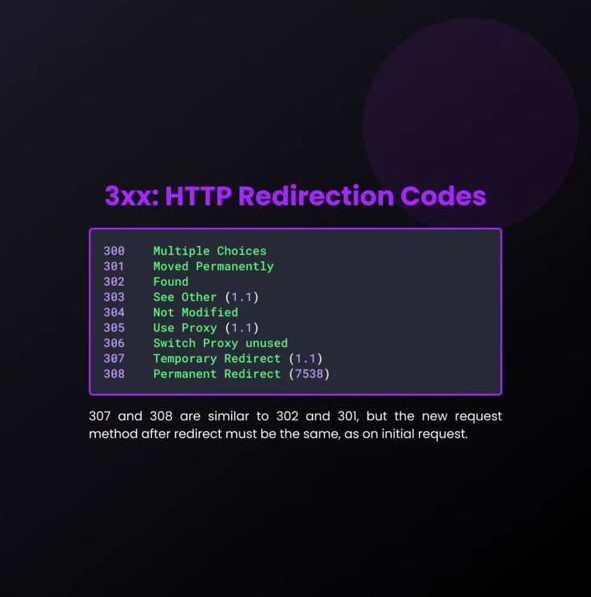 3xx: HTTP Redirection Codes
300 Multiple Choices
301 Moved Permanently
302 Found
303 See Other (1.1)
304 Not Modified
305 Use Proxy (1.1)
306 Switch Proxy unused
307 Temporary Redirect (1.1)
308 Permanent Redirect (7538)
307 and 308 are similar to 302 and 301, but the new request
method after redirect must be the same, as on initial request.